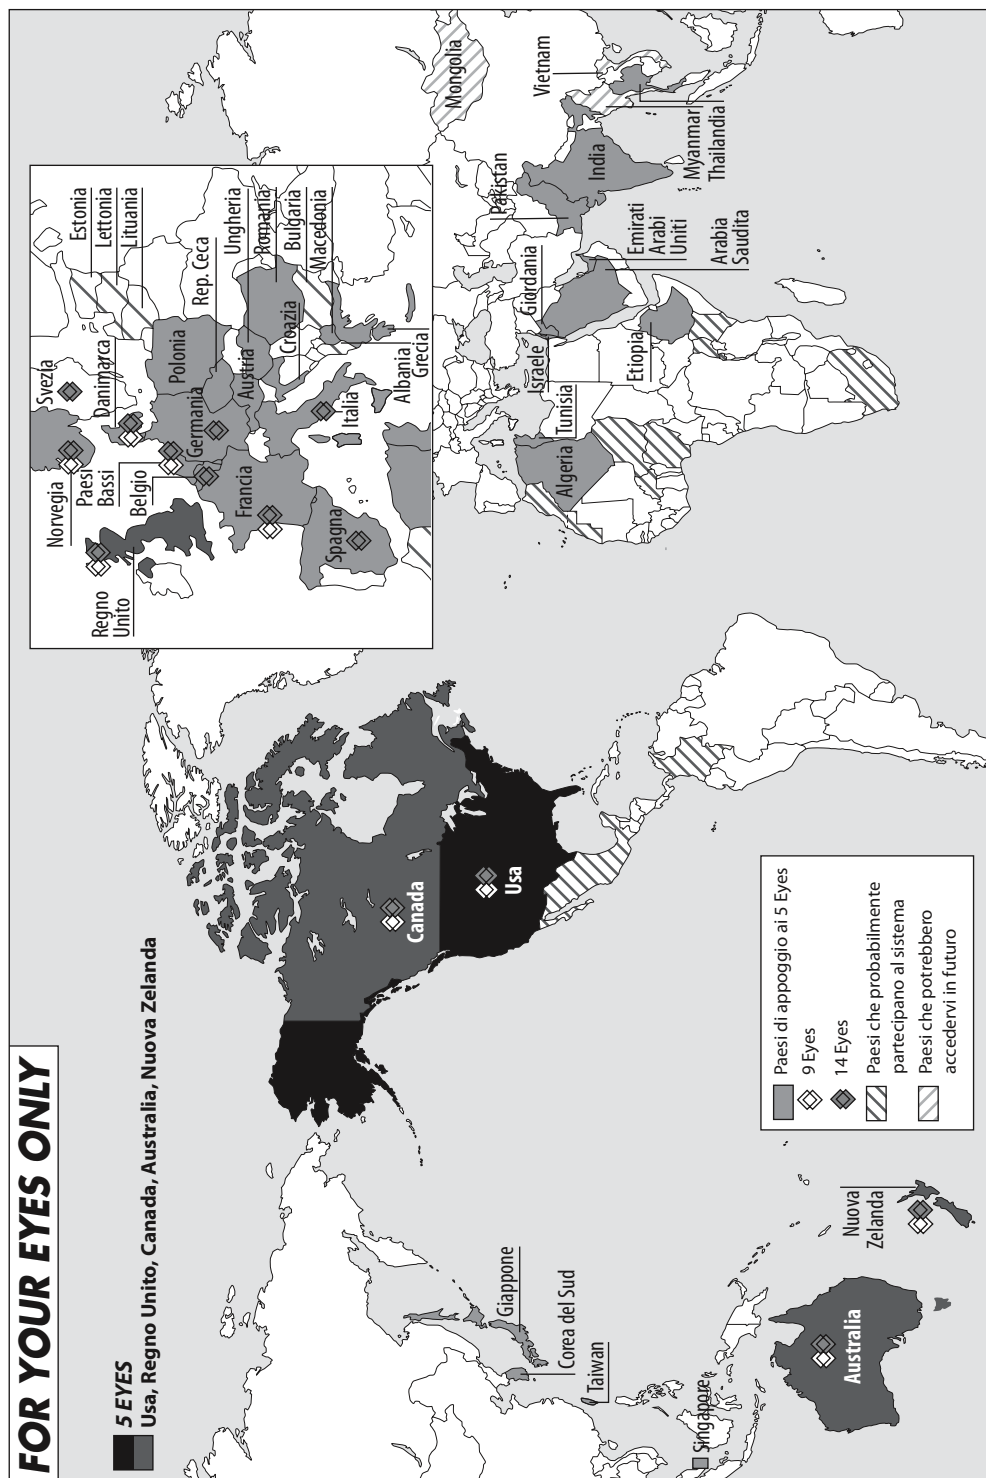 FOR YOUR EYES ONLY
5 EYES
Usa, Regno Unito, Canada, Australia, Nuova Zelanda
Regno
Unito
Norvegia
Paesi
Bassi
Belgio
Svezia
Danimarca
Estonia
Lettonia
Lituania
Rep. Ceca
Ungheria
Romania
Bulgaria
Macedonia
Polonia
Germania
Austria
Croazia
Francia
Spagna
Italia
Albania
Grecia
Canada
Usa
Mongolia
Vietnam
Pakistan
India
Myanmar
Thailandia
Giordania
Emirati
Arabi
Uniti
Arabia
Saudita
Israele
Tunisia
Algeria
Etiopia
Giappone
Corea del Sud
Taiwan
Singapore
Australia
Nuova
Zelanda
Paesi di appoggio ai 5 Eyes
9 Eyes
14 Eyes
Paesi che probabilmente
partecipano al sistema
Paesi che potrebbero
accedervi in futuro